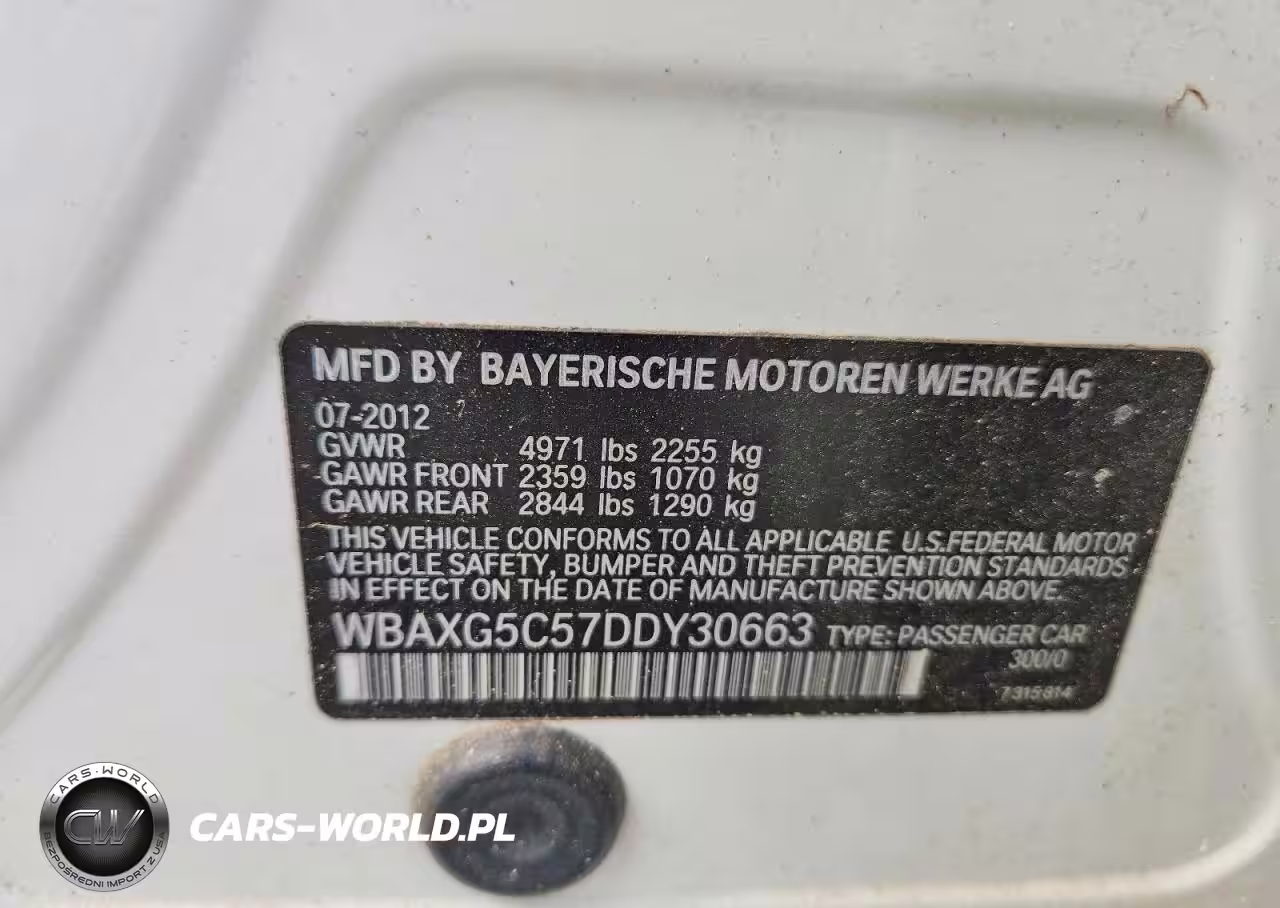 MFD BY BAYERISCHE MOTOREN WERKE AG
07-2012
GVWR 4971 lbs 2255 kg
GAWR FRONT 2359 lbs 1070 kg
GAWR REAR 2844 lbs 1290 kg
THIS VEHICLE CONFORMS TO ALL APPLICABLE U.S.FEDERAL MOTOR
VEHICLE SAFETY, BUMPER AND THEFT PREVENTION STANDARDS
IN EFFECT ON THE DATE OF MANUFACTURE SHOWN ABOVE.
WBAXG5C57DDY30663 TYPE: PASSENGER CAR
300/0
7315814
CARS-WORLD
CW
BEZPOŚREDNI IMPORT Z USA
CARS-WORLD.PL